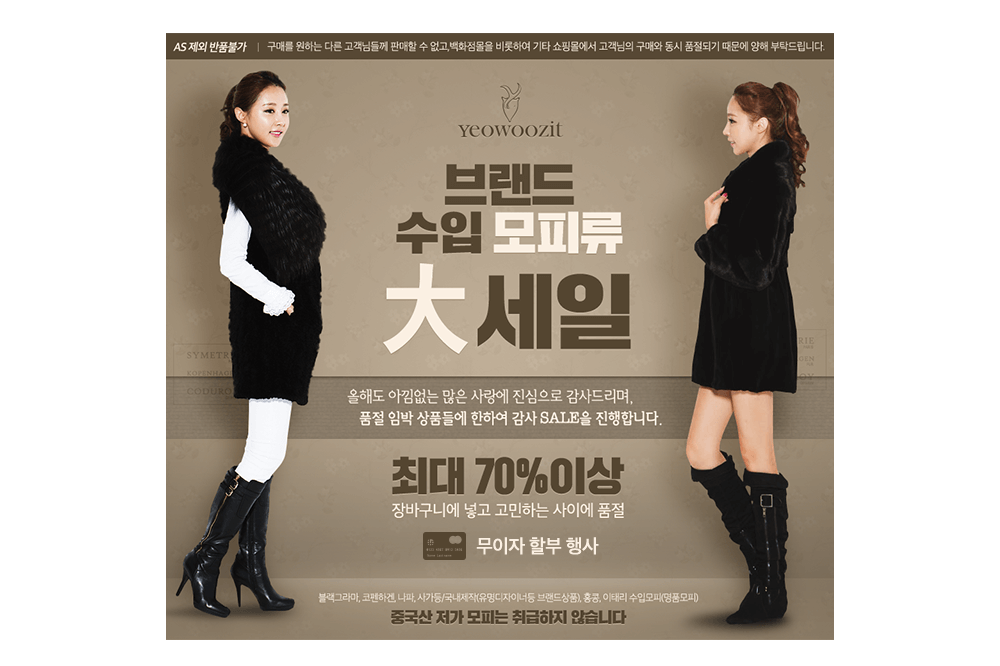 AS 제외 반품불가 | 구매를 원하는 다른 고객님들께 판매할 수 없고,백화점몰을 비롯하여 기타 쇼핑몰에서 고객님의 구매와 동시 품절되기 때문에 양해 부탁드립니다.
Yeowoozit
브랜드
수입 모피류
大 세일
SYMETR
KOPENHAG
CODURO
올해도 아낌없는 많은 사랑에 진심으로 감사드리며,
품절 임박 상품들에 한하여 감사 SALE을 진행합니다.
최대 70%이상
장바구니에 넣고 고민하는 사이에 품절
무이자 할부 행사
블랙그라마, 코펜하겐, 나파, 사가등/국내제작(유명디자이너등 브랜드상품), 홍콩, 이태리 수입모피(명품모피)
중국산 저가 모피는 취급하지 않습니다